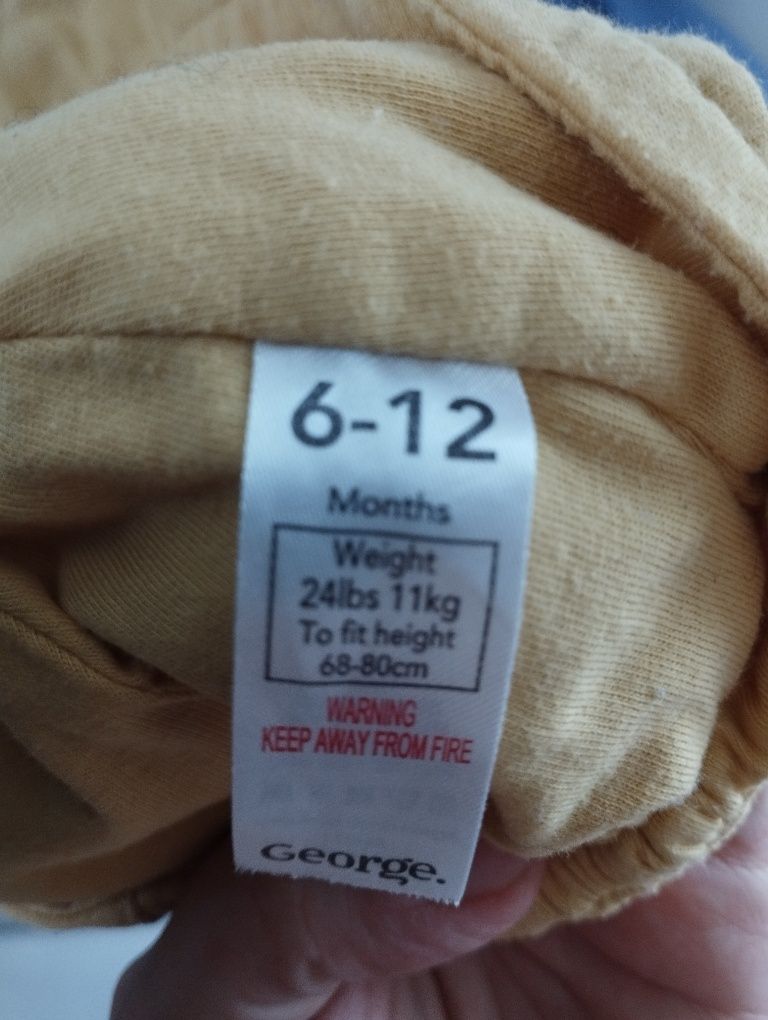 6-12
Months
Weight
24lbs 11kg
To fit height
68-80cm
WARNING
KEEP AWAY FROM FIRE
George.